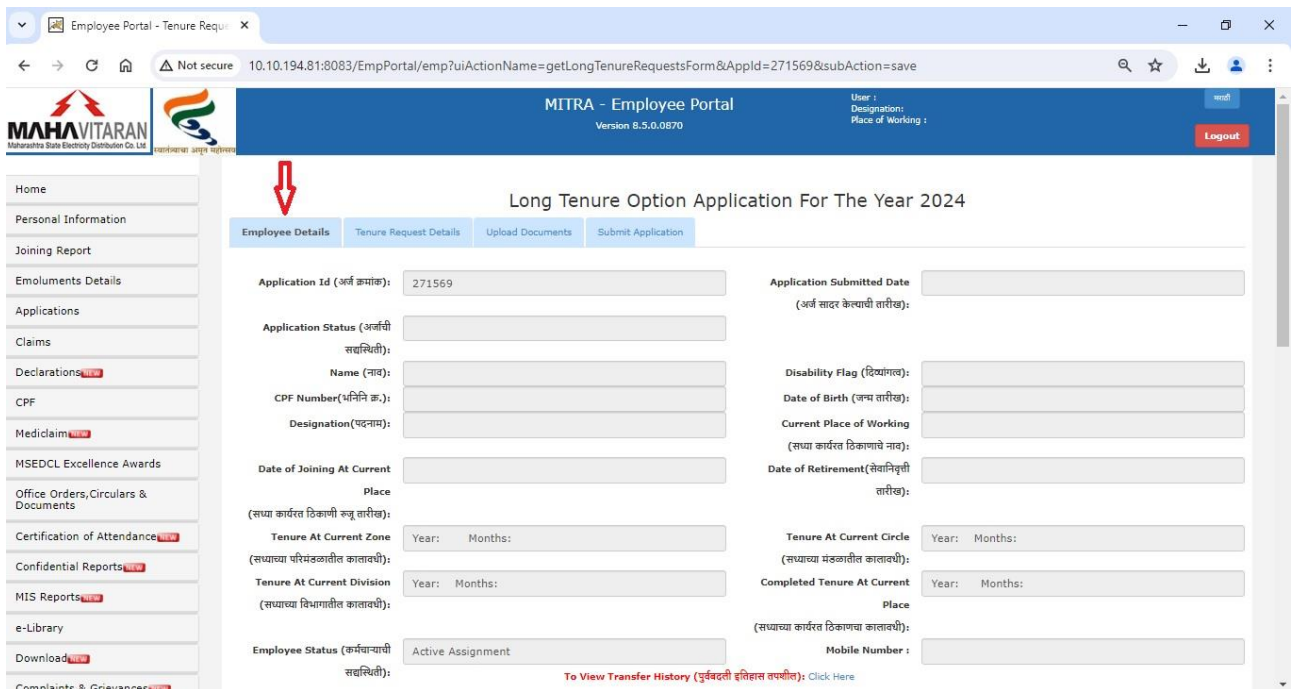 Employee Portal - Tenure Reque
Not secure 10.10.194.81:8083/EmpPortal/emp?uiActionName=getLongTenureRequestsForm&AppId=271569&subAction=save
MAHAVITARAN
Maharashtra State Electricity Distribution Co. Ltd.
MITRA - Employee Portal
Version 8.5.0.0870
User :
Designation:
Place of Working :
मराठी
Logout
Home
Personal Information
Joining Report
Emoluments Details
Applications
Claims
Declarations NEW
CPF
Mediclaim NEW
MSEDCL Excellence Awards
Office Orders,Circulars &
Documents
Certification of Attendance NEW
Confidential Reports NEW
MIS Reports NEW
e-Library
Download NEW
Complaints & Grievances NEW
Long Tenure Option Application For The Year 2024
Employee Details Tenure Request Details Upload Documents Submit Application
Application Id (अर्ज क्रमांक): 271569
Application Submitted Date
(अर्ज सादर केल्याची तारीख):
Application Status (अर्जाची
सद्यस्थिती):
Name (नाव):
Disability Flag (दिव्यांगत्व):
CPF Number(भनिनि क्र.):
Date of Birth (जन्म तारीख):
Designation(पदनाम):
Current Place of Working
(सध्या कार्यरत ठिकाणाचे नाव):
Date of Joining At Current
Place
(सध्या कार्यरत ठिकाणी रुजू तारीख):
Date of Retirement(सेवानिवृत्ती
तारीख):
Tenure At Current Zone
(सध्याच्या परिमंडळातील कालावधी):
Year: Months:
Tenure At Current Circle
(सध्याच्या मंडळातील कालावधी):
Year: Months:
Tenure At Current Division
(सध्याच्या विभागातील कालावधी):
Year: Months:
Completed Tenure At Current
Place
(सध्याच्या कार्यरत ठिकाणचा कालावधी):
Year: Months:
Employee Status (कर्मचाऱ्याची
सद्यस्थिती):
Active Assignment
Mobile Number :
To View Transfer History (पुर्वबदली इतिहास तपशील): Click Here